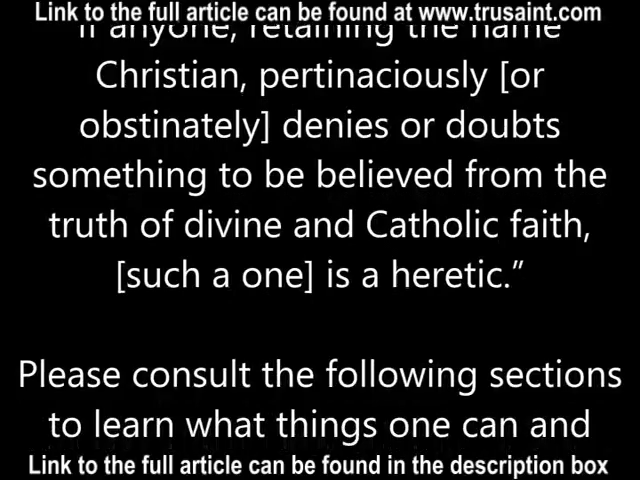 Link to the full article can be found at www.trusaint.com
If anyone, retaining the name
Christian, pertinaciously [or
obstinately] denies or doubts
something to be believed from the
truth of divine and Catholic faith,
[such a one] is a heretic.”
Please consult the following sections
to learn what things one can and
Link to the full article can be found in the description box